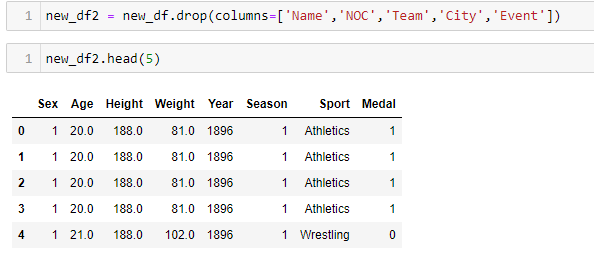 1 new_df2 = new_df.drop(columns=['Name','NOC','Team','City','Event'])
1 new_df2.head(5)
Sex Age Height Weight Year Season Sport Medal
0 1 20.0 188.0 81.0 1896 1 Athletics 1
1 1 20.0 188.0 81.0 1896 1 Athletics 1
2 1 20.0 188.0 81.0 1896 1 Athletics 1
3 1 20.0 188.0 81.0 1896 1 Athletics 1
4 1 21.0 188.0 102.0 1896 1 Wrestling 0